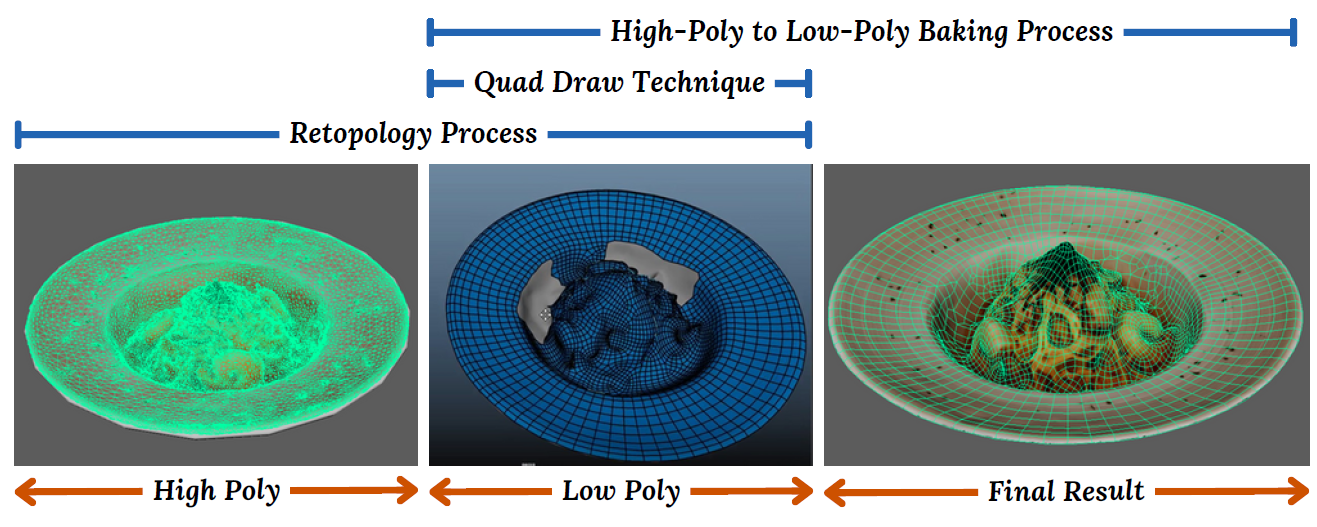 High-Poly to Low-Poly Baking Process
Quad Draw Technique
Retopology Process
High Poly
Low Poly
Final Result